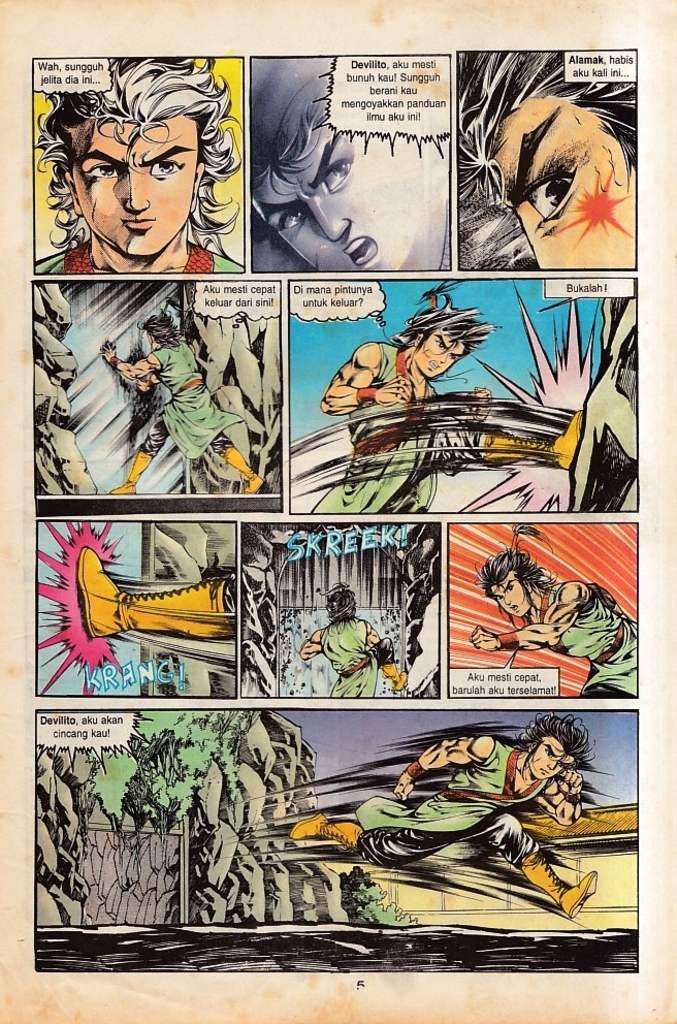 Wah, sungguh
jelita dia ini...
Devilito, aku mesti
bunuh kau! Sungguh
berani kau
mengoyakkan panduan
ilmu aku ini!
Alamak, habis
aku kali ini...
Aku mesti cepat
keluar dari sini!
Di mana pintunya
untuk keluar?
Bukalah!
KRANG!
SKREEK!
Aku mesti cepat,
barulah aku terselamat!
Devilito, aku akan
cincang kau!
5